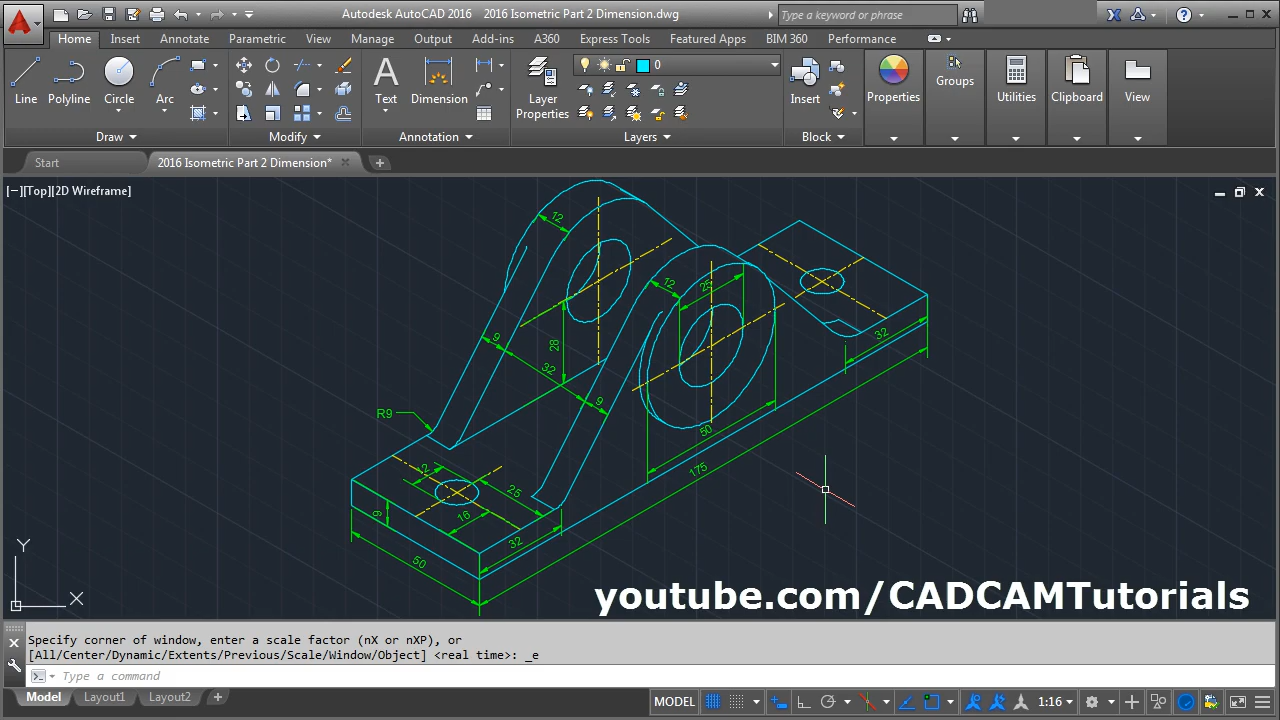 Autodesk AutoCAD 2016 2016 Isometric Part 2 Dimension.dwg
Type a keyword or phrase
Home Insert Annotate Parametric View Manage Output Add-ins A360 Express Tools Featured Apps BIM 360 Performance
0
Line Polyline Circle Arc Text Dimension Layer Properties Insert Properties Groups Utilities Clipboard View
Draw Modify Annotation Layers Block
Start 2016 Isometric Part 2 Dimension*
[−][Top][2D Wireframe]
12
12
25
32
9
28
32
9
R9
50
175
25
16
9
32
50
Y
X
youtube.com/CADCAMTutorials
Specify corner of window, enter a scale factor (nX or nXP), or
[All/Center/Dynamic/Extents/Previous/Scale/Window/Object] <real time>: _e
Type a command
Model Layout1 Layout2
MODEL 1:16